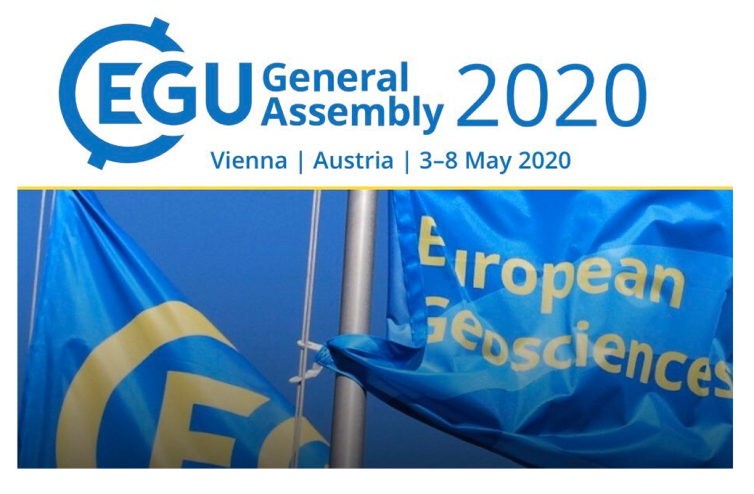 EGU General
Assembly 2020
Vienna | Austria | 3–8 May 2020
European
Geosciences
E